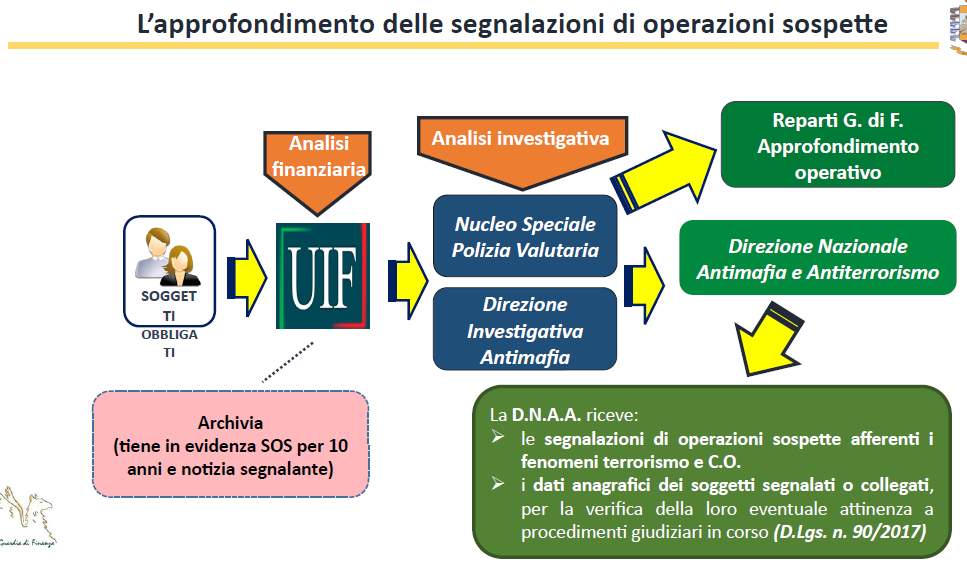 L'approfondimento delle segnalazioni di operazioni sospette
Analisi
finanziaria
Analisi investigativa
Reparti G. di F.
Approfondimento
operativo
SOGGET
TI
OBBLIGA
TI
UIF
Nucleo Speciale
Polizia Valutaria
Direzione
Investigativa
Antimafia
Direzione Nazionale
Antimafia e Antiterrorismo
Archivia
(tiene in evidenza SOS per 10
anni e notizia segnalante)
La D.N.A.A. riceve:
➢ le segnalazioni di operazioni sospette afferenti i
fenomeni terrorismo e C.O.
➢ i dati anagrafici dei soggetti segnalati o collegati,
per la verifica della loro eventuale attinenza a
procedimenti giudiziari in corso (D.Lgs. n. 90/2017)
Guardia di Finanza